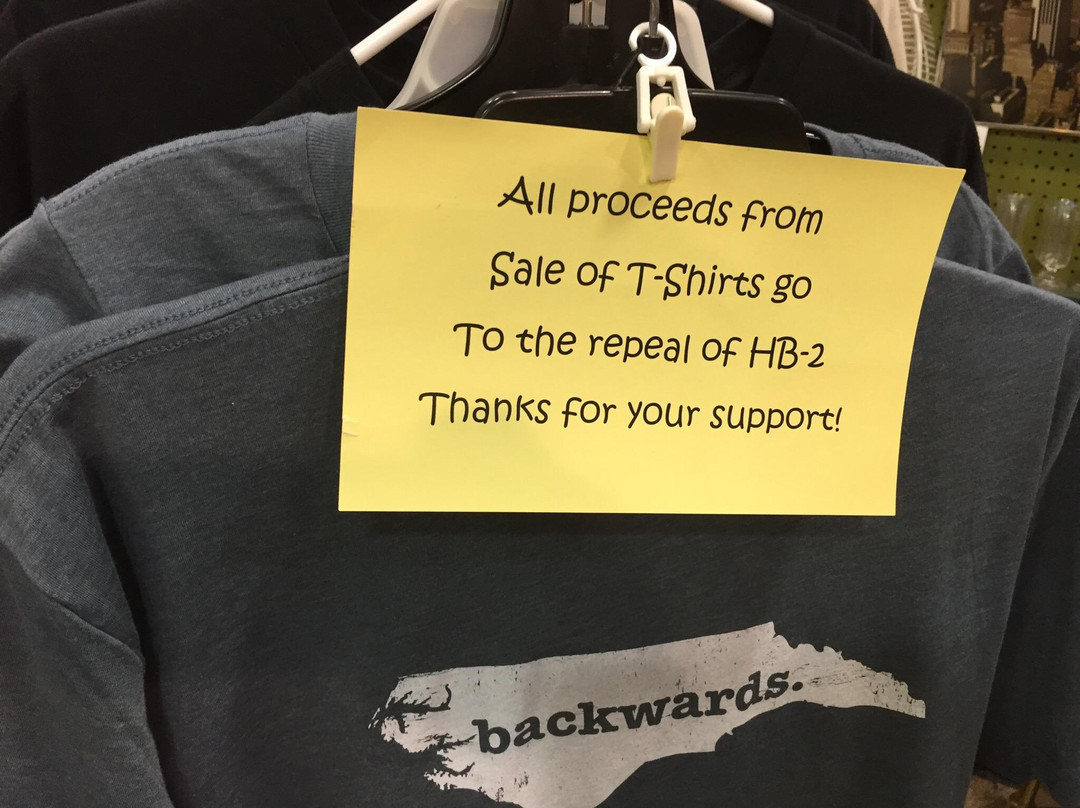 All proceeds from
Sale of T-Shirts go
To the repeal of HB-2
Thanks for your support!
backwards.